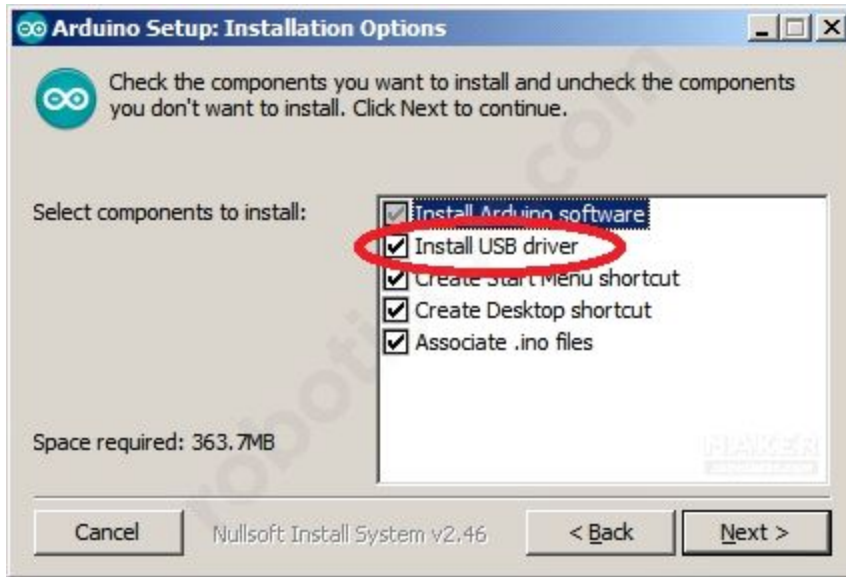 Arduino Setup: Installation Options
Check the components you want to install and uncheck the components
you don't want to install. Click Next to continue.
Select components to install:
Install Arduino software
Install USB driver
Create Start Menu shortcut
Create Desktop shortcut
Associate .ino files
Space required: 363.7MB
MAKER
Cancel
Nullsoft Install System v2.46
< Back
Next >